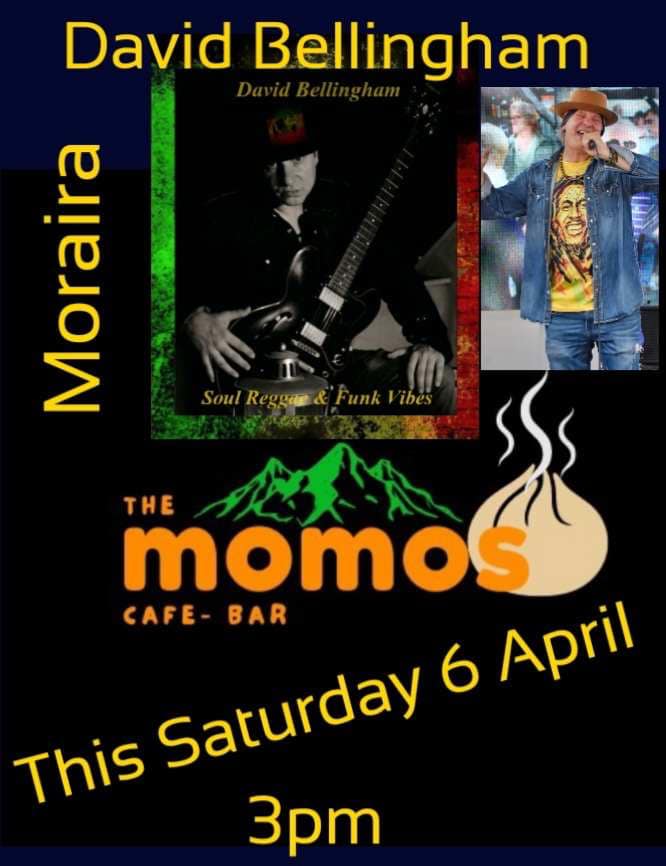 David Bellingham
David Bellingham
Moraira
Soul Reggae & Funk Vibes
THE
momos
CAFE- BAR
This Saturday 6 April
3pm